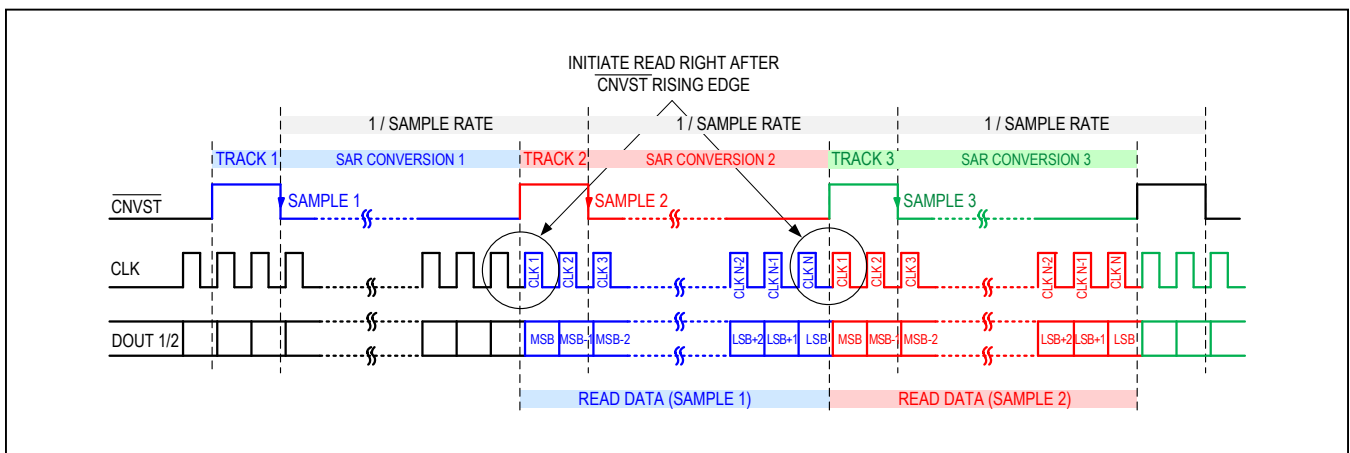 INITIATE READ RIGHT AFTER
CNVST RISING EDGE
1 / SAMPLE RATE 1 / SAMPLE RATE 1 / SAMPLE RATE
TRACK 1 SAR CONVERSION 1 TRACK 2 SAR CONVERSION 2 TRACK 3 SAR CONVERSION 3
CNVST SAMPLE 1 SAMPLE 2 SAMPLE 3
CLK CLK 1 CLK 2 CLK 3 CLK N-2 CLK N-1 CLK N CLK 1 CLK 2 CLK 3 CLK N-2 CLK N-1 CLK N
DOUT 1/2 MSB MSB-1 MSB-2 LSB+2 LSB+1 LSB MSB MSB-1 MSB-2 LSB+2 LSB+1 LSB
READ DATA (SAMPLE 1) READ DATA (SAMPLE 2)